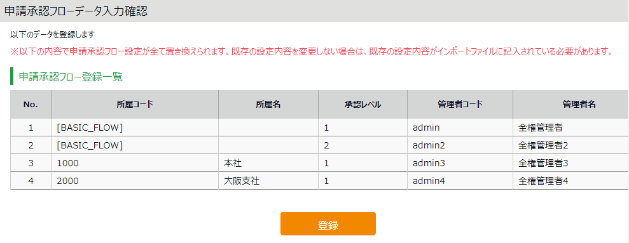 申請承認フローデータ入力確認
以下のデータを登録します
※以下の内容で申請承認フロー設定が全て置き換えられます。既存の設定内容を変更しない場合は、既存の設定内容がインポートファイルに記入されている必要があります。
申請承認フロー登録一覧
No. 所属コード 所属名 承認レベル 管理者コード 管理者名
1 [BASIC_FLOW] 1 admin 全権管理者
2 [BASIC_FLOW] 2 admin2 全権管理者2
3 1000 本社 1 admin3 全権管理者3
4 2000 大阪支社 1 admin4 全権管理者4
登録